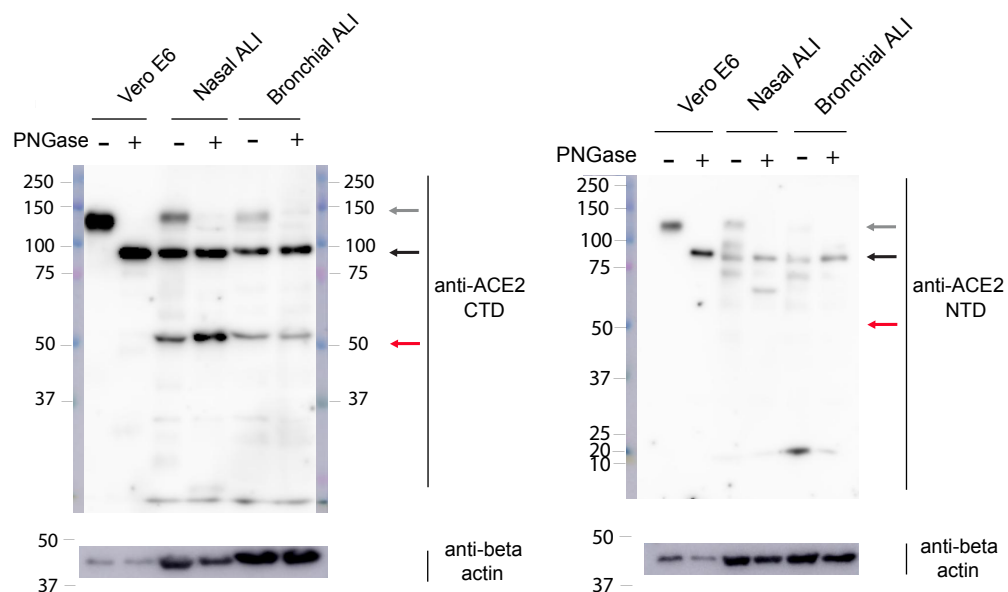 Vero E6
Nasal ALI
Bronchial ALI
PNGase - + - + - +
250
150
100
75
50
37
250
150
100
75
50
37
anti-ACE2
CTD
50
37
anti-beta
actin
Vero E6
Nasal ALI
Bronchial ALI
PNGase - + - + - +
250
150
100
75
50
37
25
20
10
anti-ACE2
NTD
50
37
anti-beta
actin